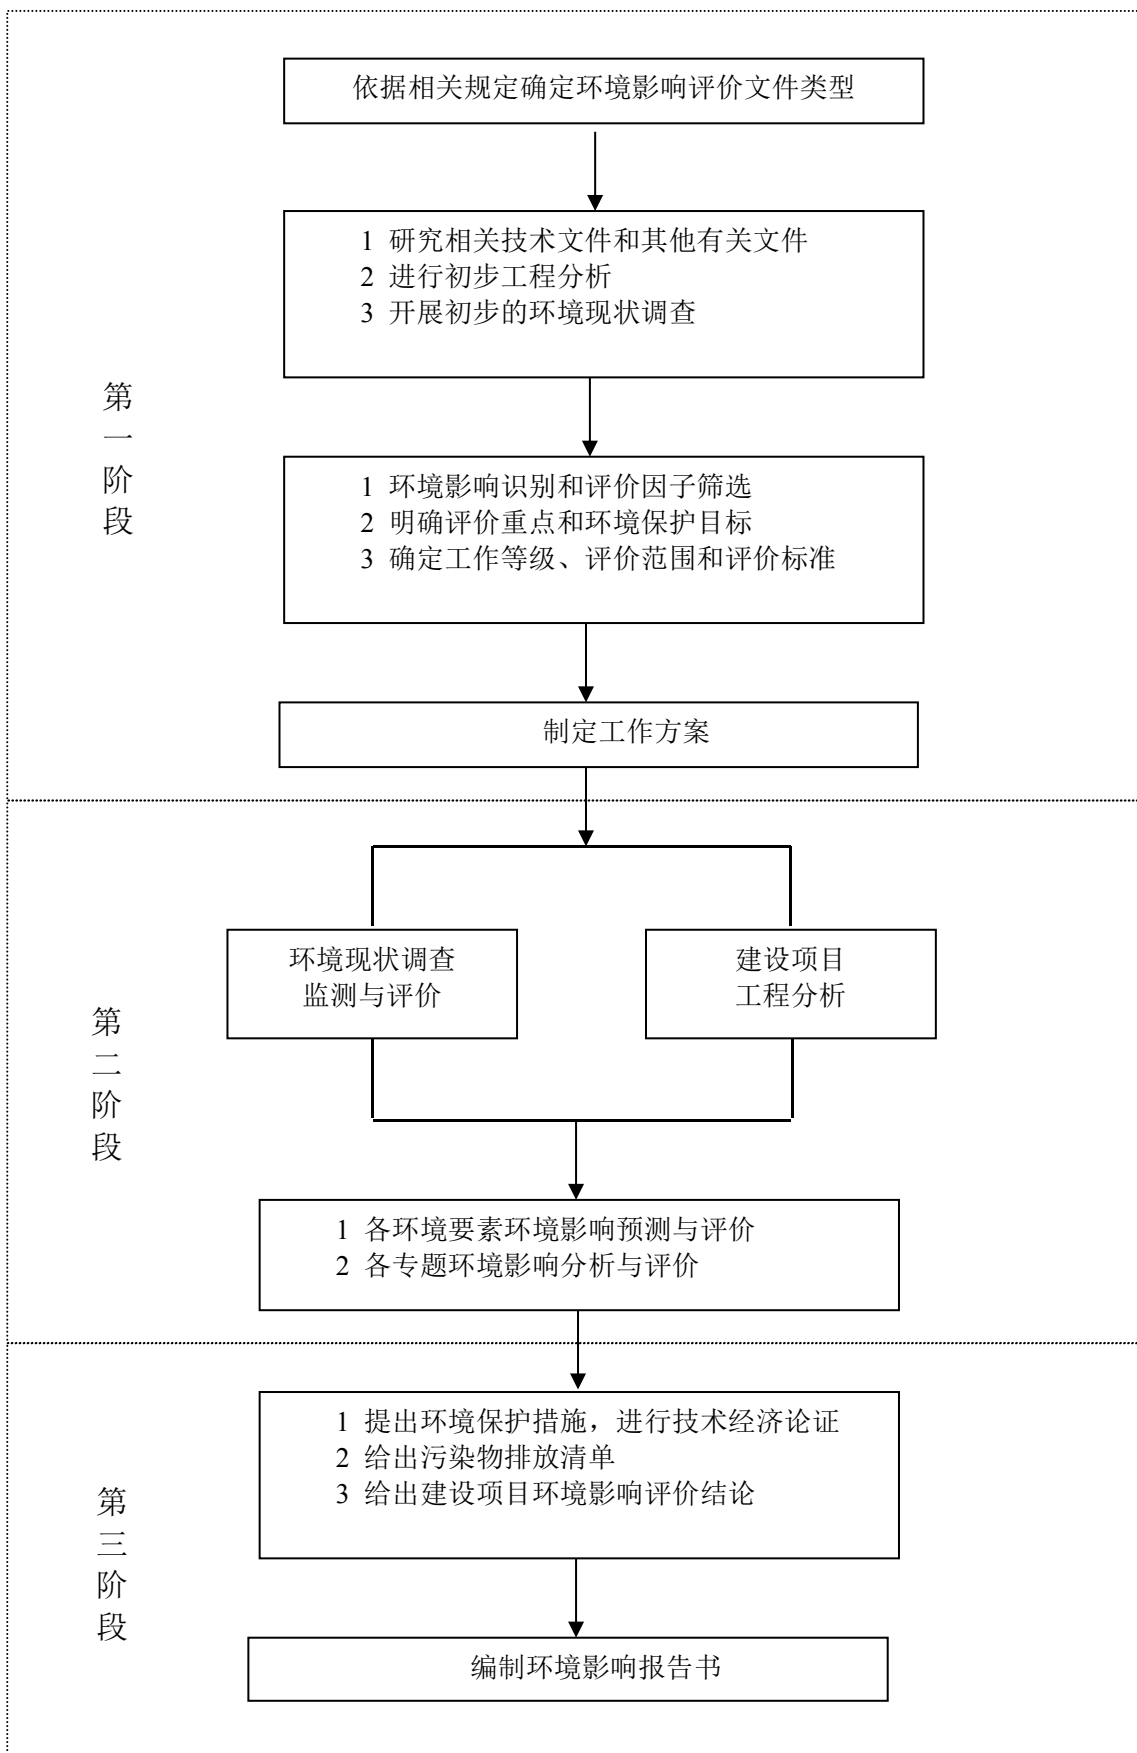 依据相关规定确定环境影响评价文件类型
1 研究相关技术文件和其他有关文件
2 进行初步工程分析
3 开展初步的环境现状调查
第一阶段
1 环境影响识别和评价因子筛选
2 明确评价重点和环境保护目标
3 确定工作等级、评价范围和评价标准
制定工作方案
环境现状调查
监测与评价
建设项目
工程分析
第二阶段
1 各环境要素环境影响预测与评价
2 各专题环境影响分析与评价
1 提出环境保护措施，进行技术经济论证
2 给出污染物排放清单
3 给出建设项目环境影响评价结论
第三阶段
编制环境影响报告书